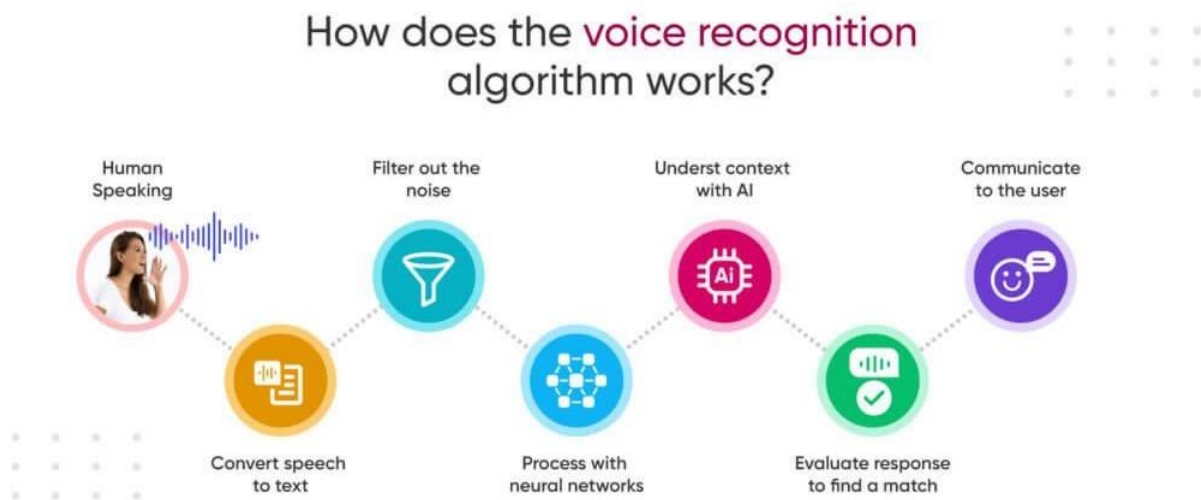 How does the voice recognition
algorithm works?
Human
Speaking
Convert speech
to text
Filter out the
noise
Process with
neural networks
Underst context
with AI
Ai
Evaluate response
to find a match
Communicate
to the user